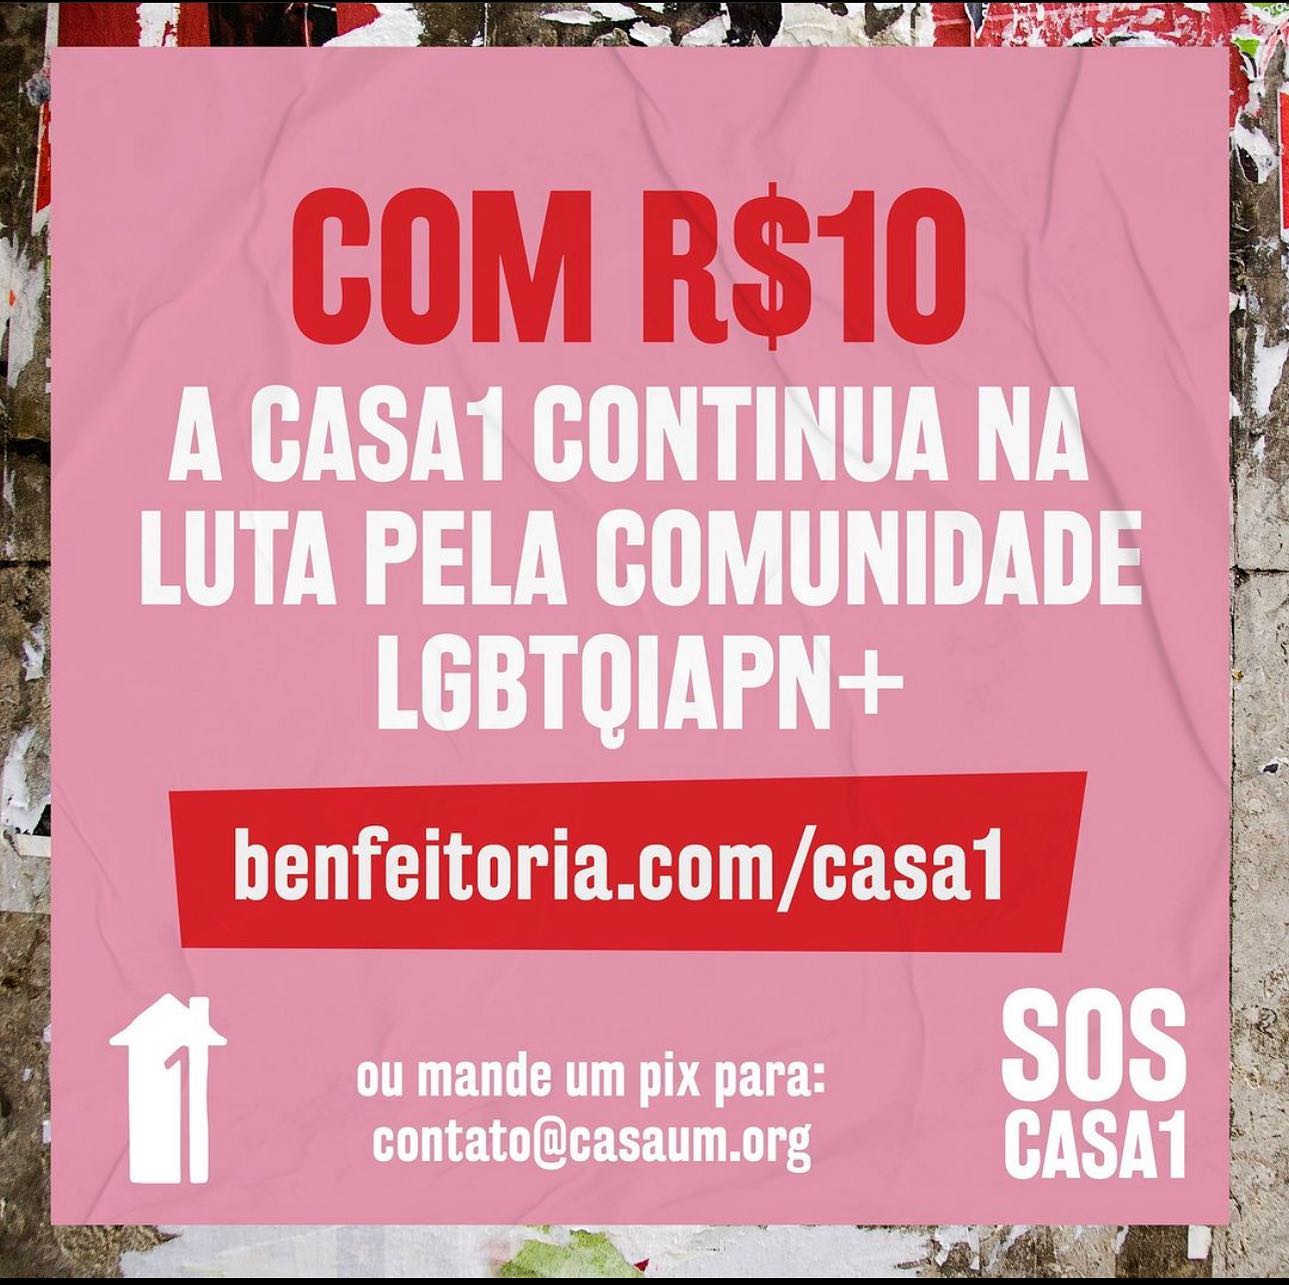 COM R$10
A CASA1 CONTINUA NA
LUTA PELA COMUNIDADE
LGBTQIAPN+
benfeitoria.com/casa1
1
ou mande um pix para:
contato@casaum.org
SOS
CASA1